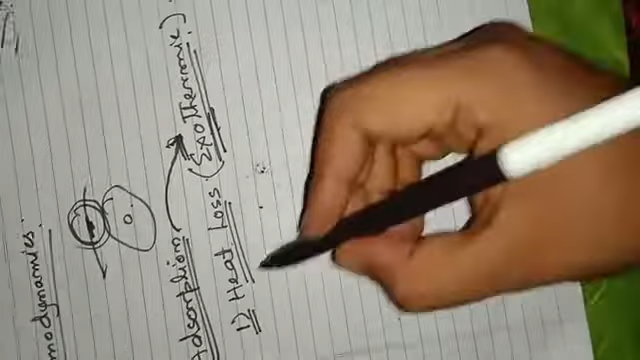 modynamics:
Adsorption →
1) Heat Loss (Exothermic)